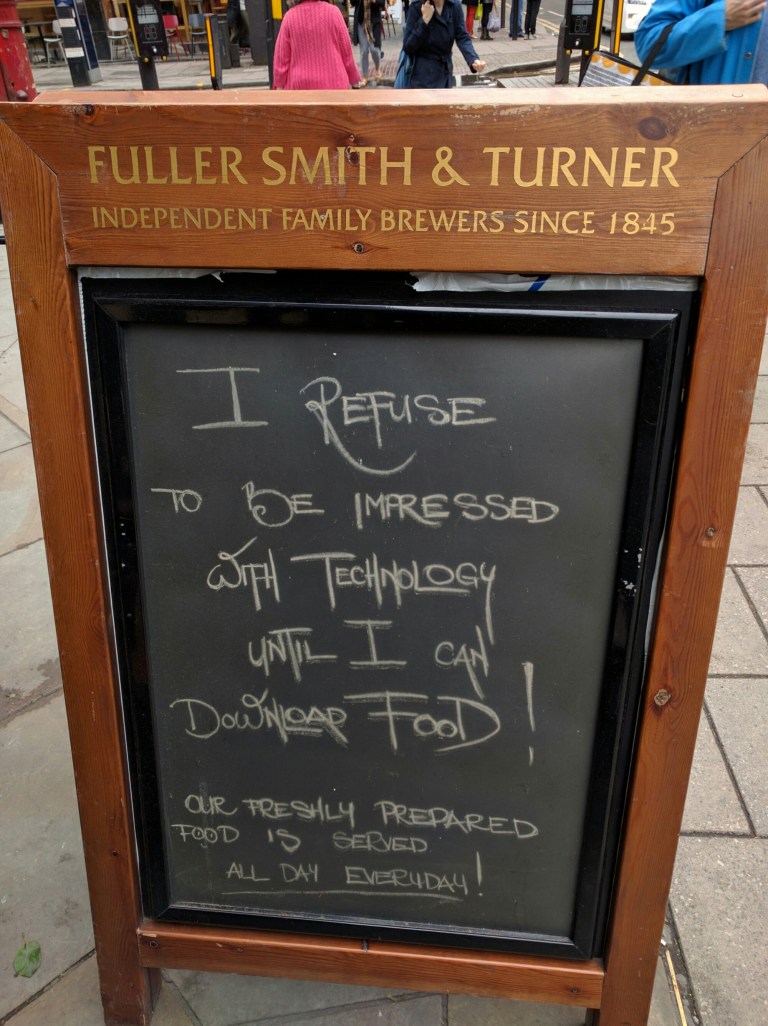 FULLER SMITH & TURNER
INDEPENDENT FAMILY BREWERS SINCE 1845
I REFUSE
TO BE IMPRESSED
WITH TECHNOLOGY
UNTIL I CAN
DOWNLOAD FOOD!
OUR FRESHLY PREPARED
FOOD IS SERVED
ALL DAY EVERYDAY!